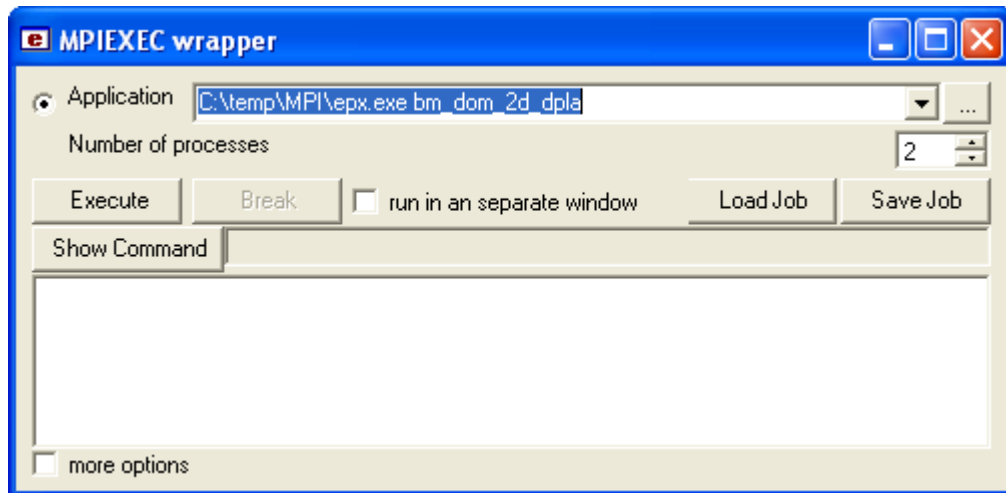 e MPIEXEC wrapper
Application C:\temp\MPI\epx.exe bm_dom_2d_dpla ...
Number of processes 2
Execute Break run in an separate window Load Job Save Job
Show Command
more options